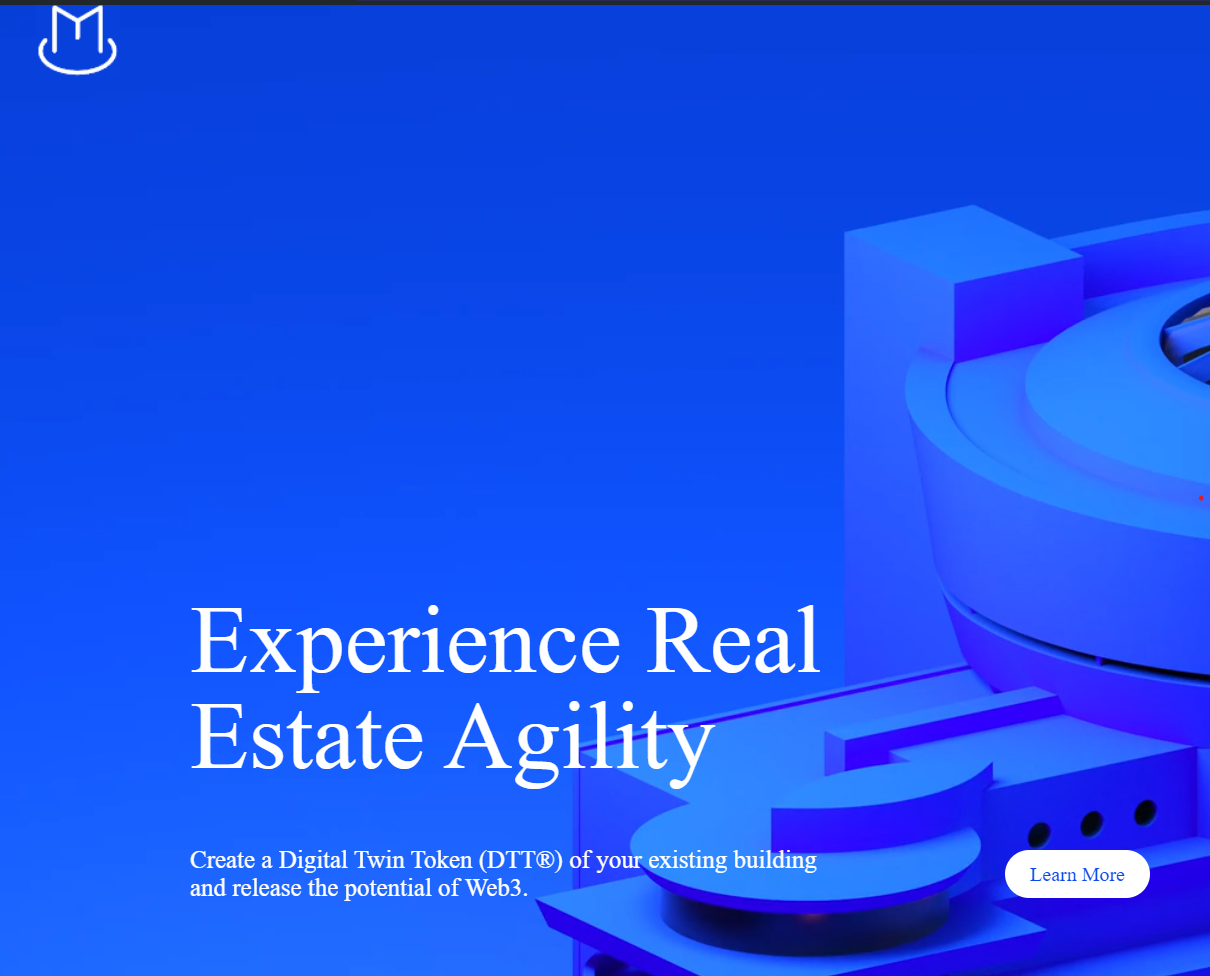 Experience Real
Estate Agility
Create a Digital Twin Token (DTT®) of your existing building
and release the potential of Web3.
Learn More